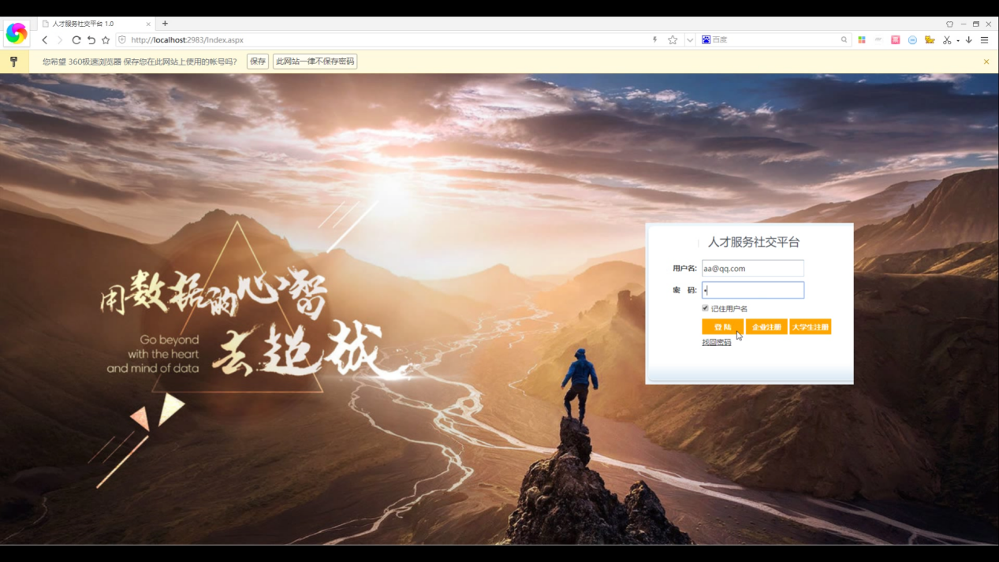 人才服务社交平台 1.0
http://localhost:2983/Index.aspx
百度
您希望 360极速浏览器 保存您在此网站上使用的帐号吗?
保存
此网站一律不保存密码
用数据的心智
去超越
Go beyond
with the heart
and mind of data
人才服务社交平台
用户名: aa@qq.com
密 码:
记住用户名
登 陆 企业注册 大学生注册
找回密码